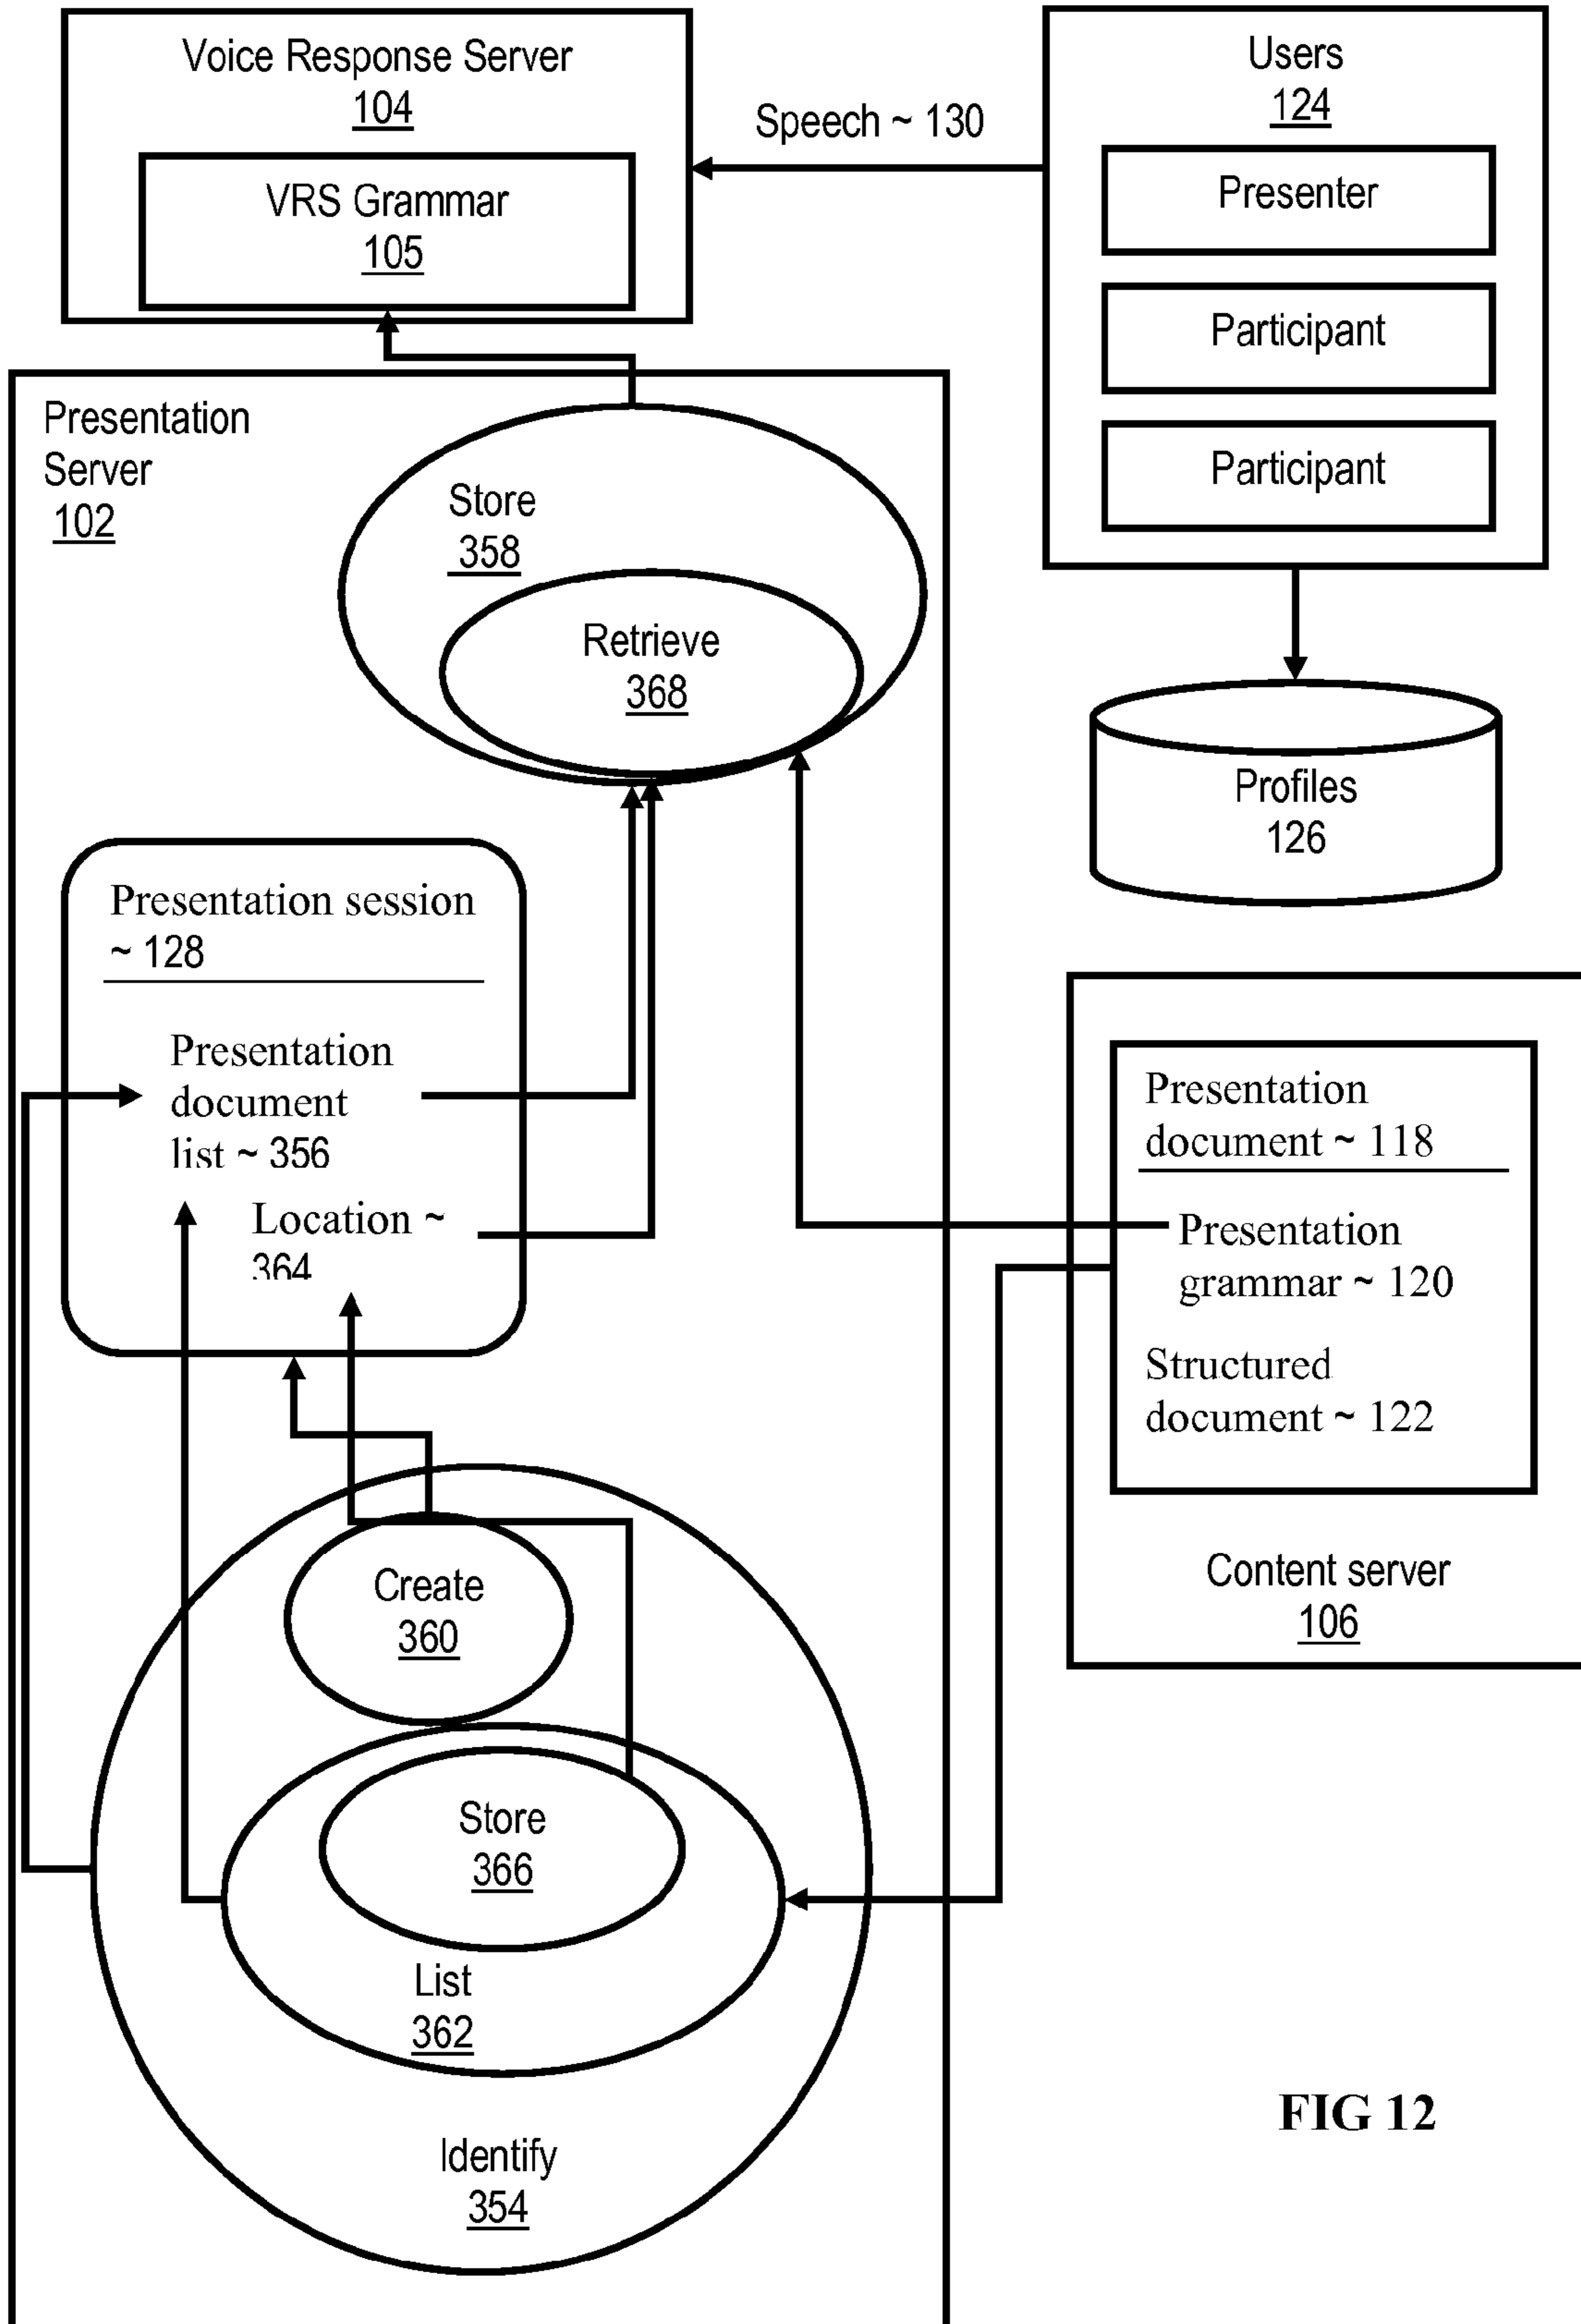 Voice Response Server
104
VRS Grammar
105
Speech ~ 130
Users
124
Presenter
Participant
Participant
Profiles
126
Presentation
Server
102
Store
358
Retrieve
368
Presentation session
~ 128
Presentation
document
list ~ 356
Location ~
364
Presentation
document ~ 118
Presentation
grammar ~ 120
Structured
document ~ 122
Content server
106
Create
360
Store
366
List
362
Identify
354
FIG 12